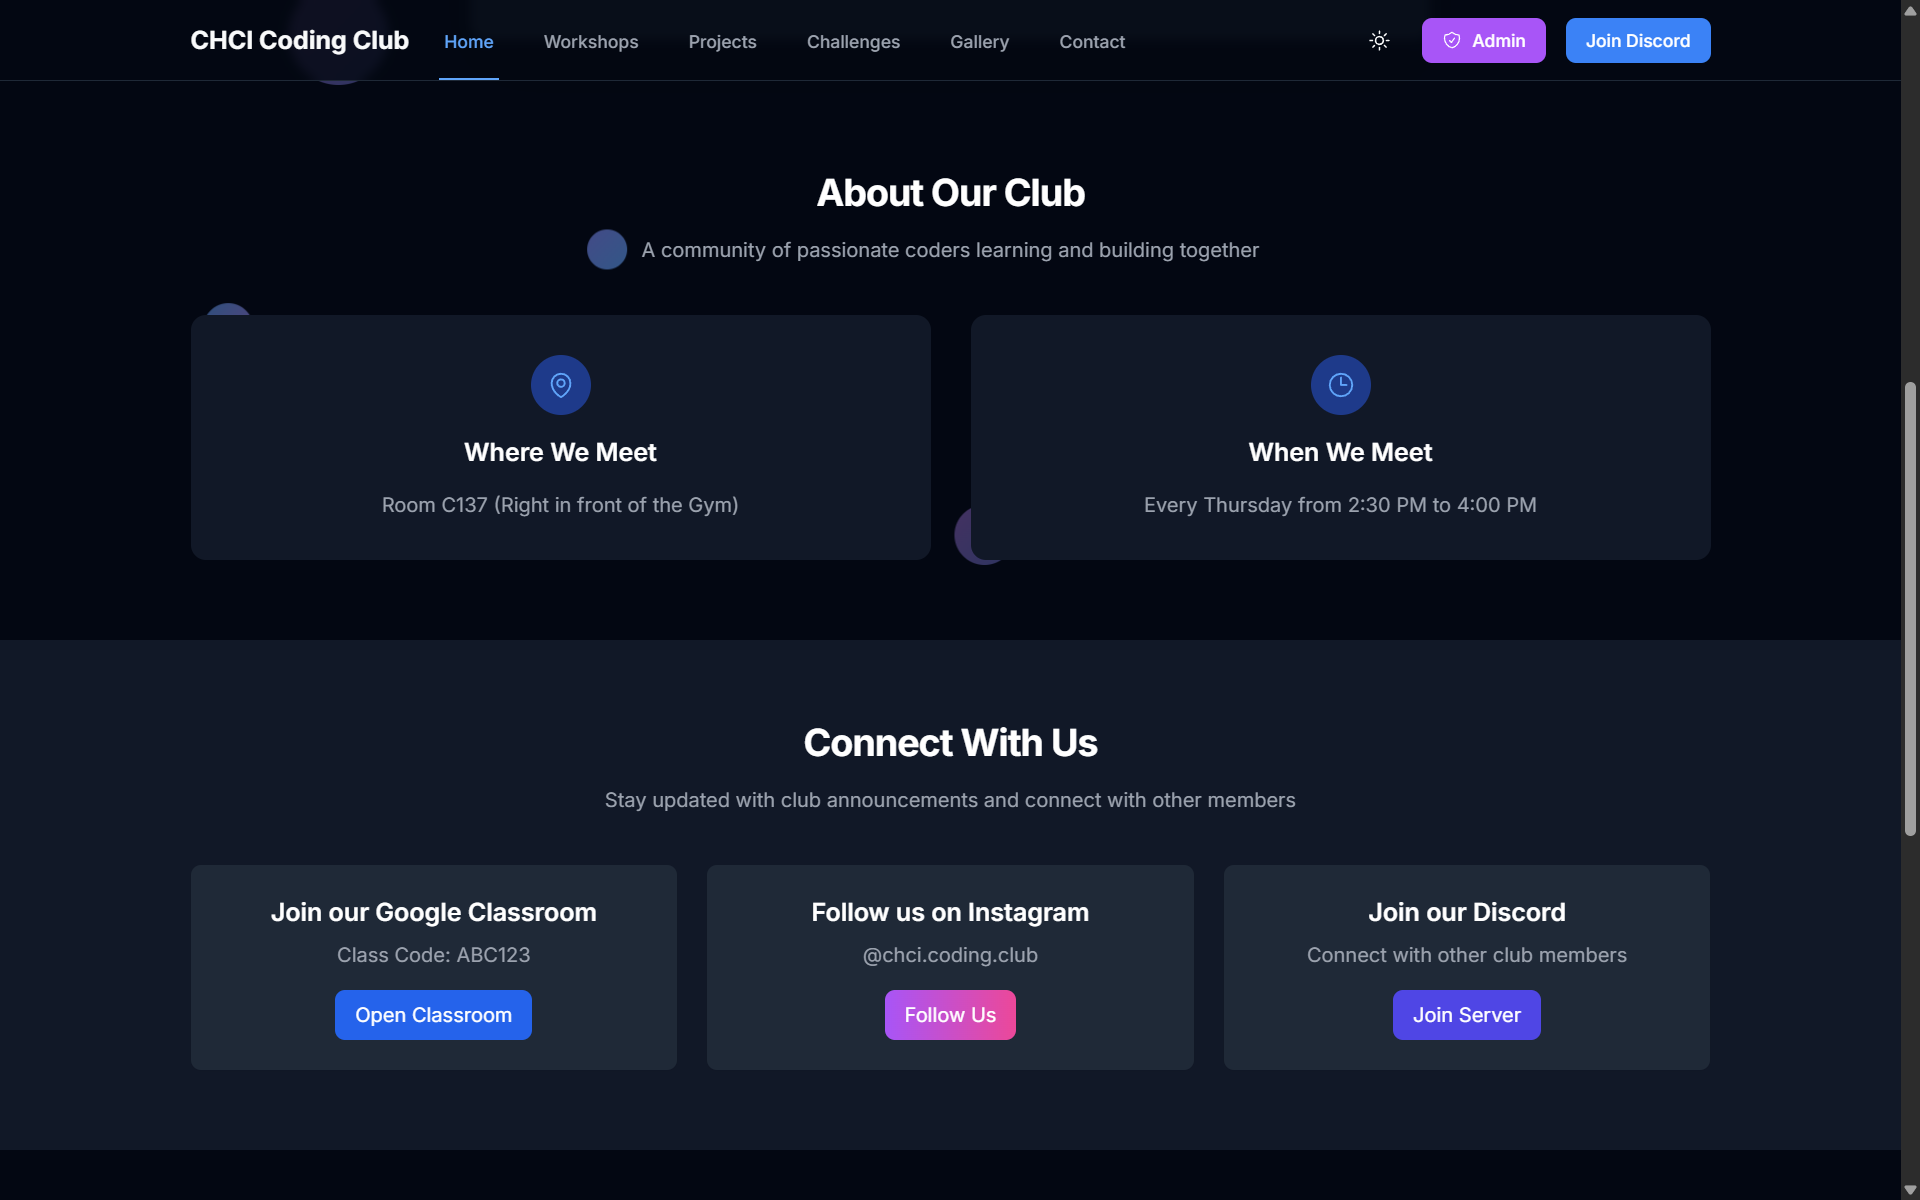 CHCI Coding Club Home Workshops Projects Challenges Gallery Contact Admin Join Discord
About Our Club
A community of passionate coders learning and building together
Where We Meet
Room C137 (Right in front of the Gym)
When We Meet
Every Thursday from 2:30 PM to 4:00 PM
Connect With Us
Stay updated with club announcements and connect with other members
Join our Google Classroom
Class Code: ABC123
Open Classroom
Follow us on Instagram
@chci.coding.club
Follow Us
Join our Discord
Connect with other club members
Join Server